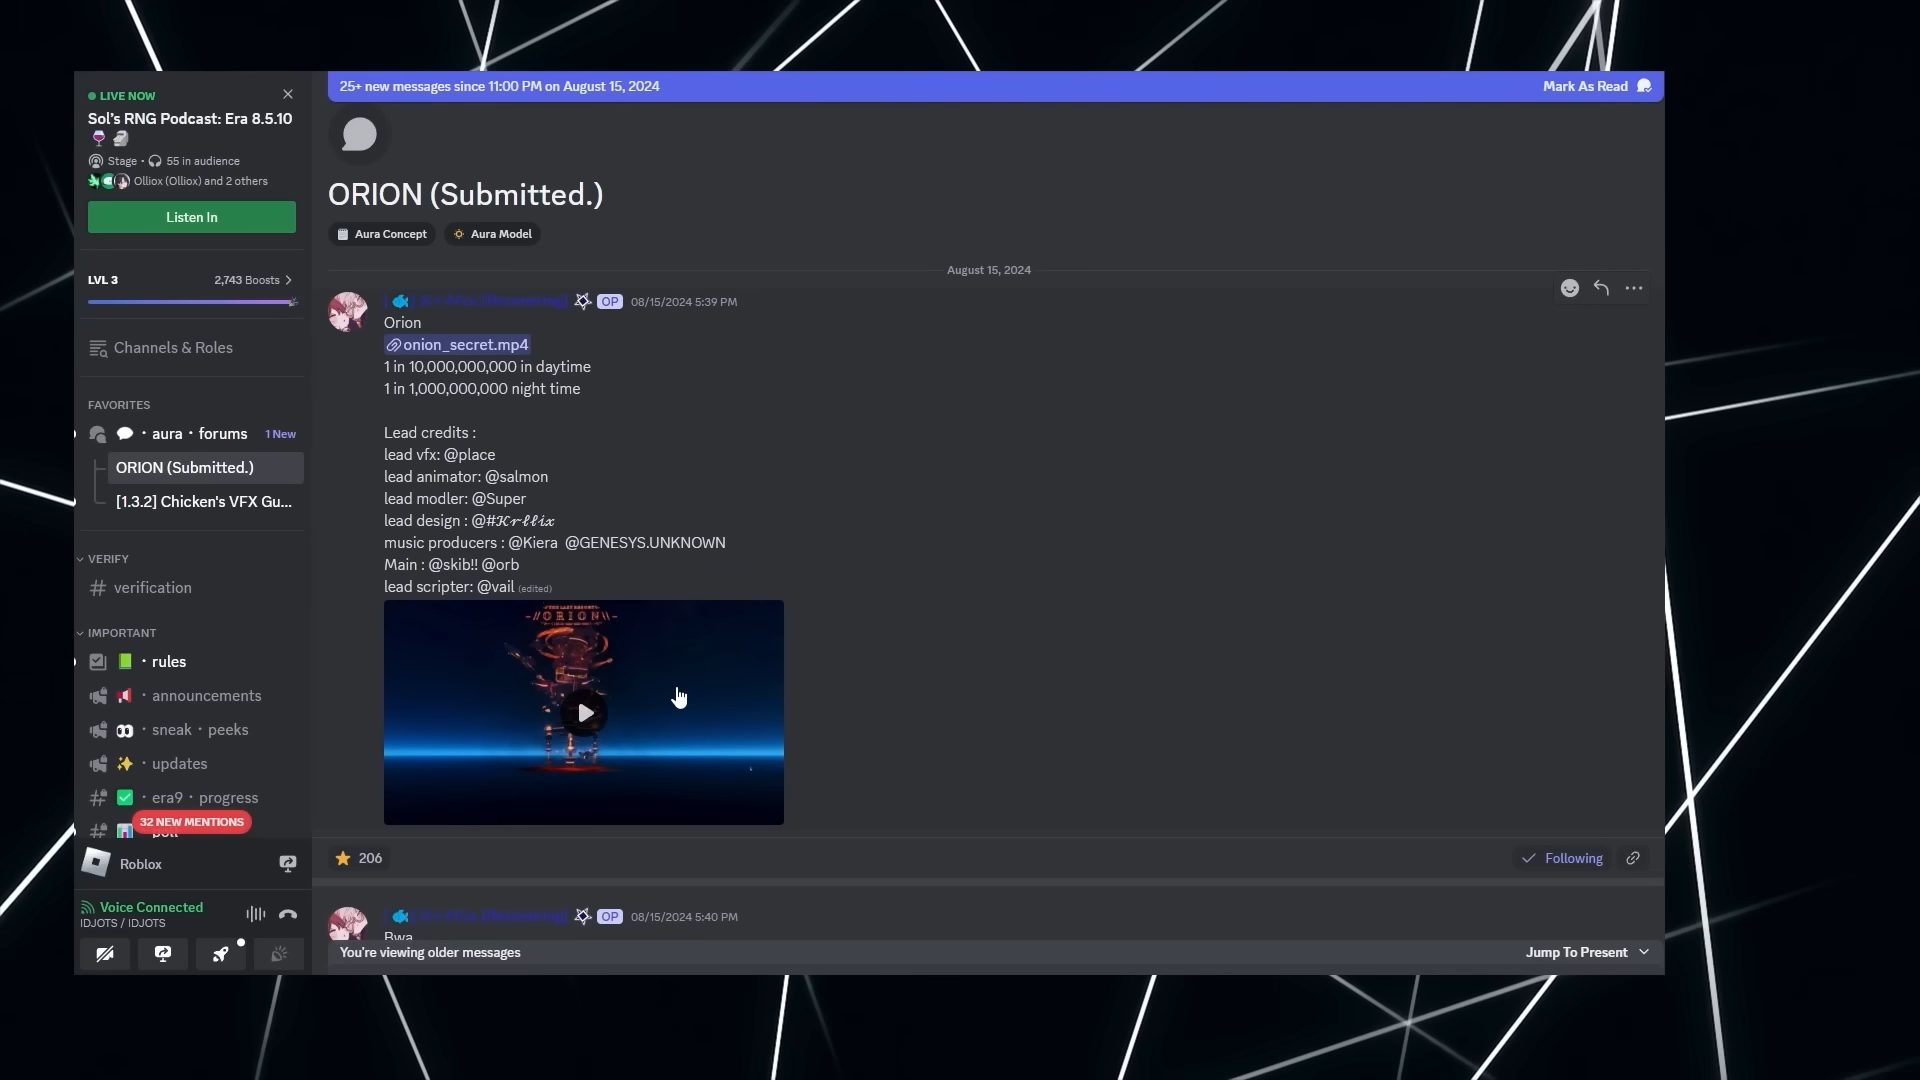 LIVE NOW
Sol's RNG Podcast: Era 8.5.10
🍷 🗿
Stage • 55 in audience
Olliox (Olliox) and 2 others
Listen In
LVL 3
2,743 Boosts
Channels & Roles
FAVORITES
💬・aura・forums
1 New
ORION (Submitted.)
[1.3.2] Chicken's VFX Gu...
VERIFY
verification
IMPORTANT
📗・rules
📢・announcements
👀・sneak・peeks
✨・updates
✅・era9・progress
32 NEW MENTIONS
Roblox
Voice Connected
IDJOTS / IDJOTS
25+ new messages since 11:00 PM on August 15, 2024
Mark As Read
ORION (Submitted.)
Aura Concept
Aura Model
August 15, 2024
OP 08/15/2024 5:39 PM
Orion
onion_secret.mp4
1 in 10,000,000,000 in daytime
1 in 1,000,000,000 night time
Lead credits :
lead vfx: @place
lead animator: @salmon
lead modler: @Super
lead design : @#𝓚𝓻𝓵𝓵𝓲𝔁
music producers : @Kiera @GENESYS.UNKNOWN
Main : @skib!! @orb
lead scripter: @vail (edited)
-//ORION\\-
⭐ 206
Following
OP 08/15/2024 5:40 PM
Bwa
You're viewing older messages
Jump To Present